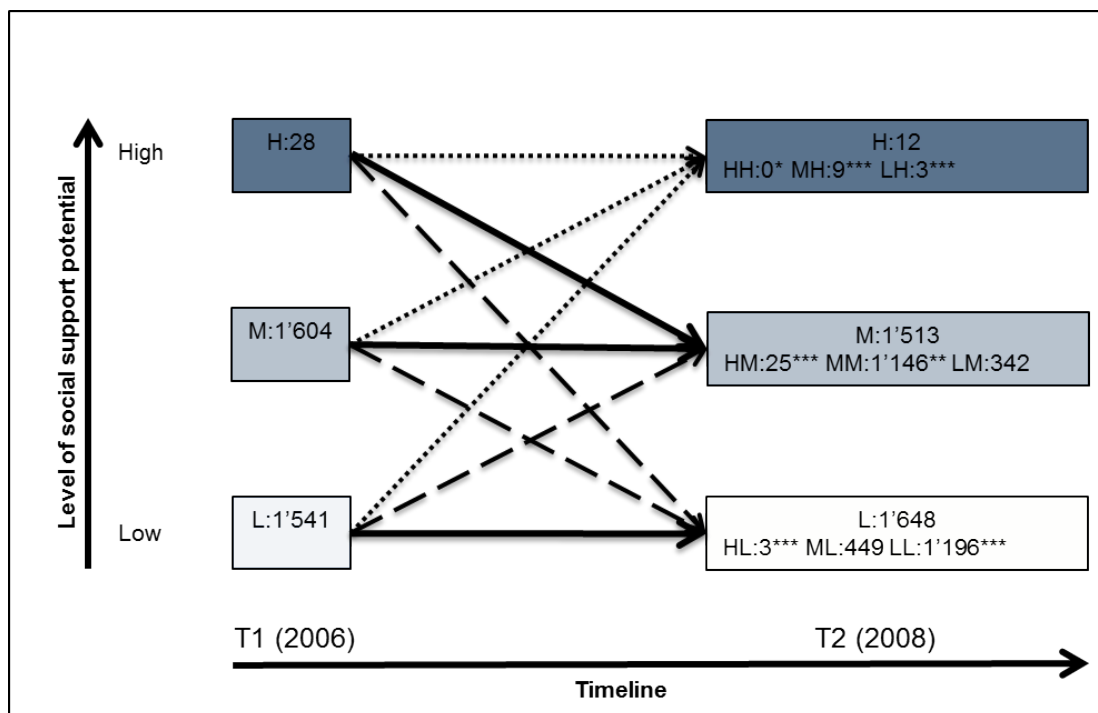 Level of social support potential
High
Low
H:28
M:1’604
L:1’541
H:12
HH:0* MH:9*** LH:3***
M:1’513
HM:25*** MM:1’146** LM:342
L:1’648
HL:3*** ML:449 LL:1’196***
T1 (2006)
T2 (2008)
Timeline